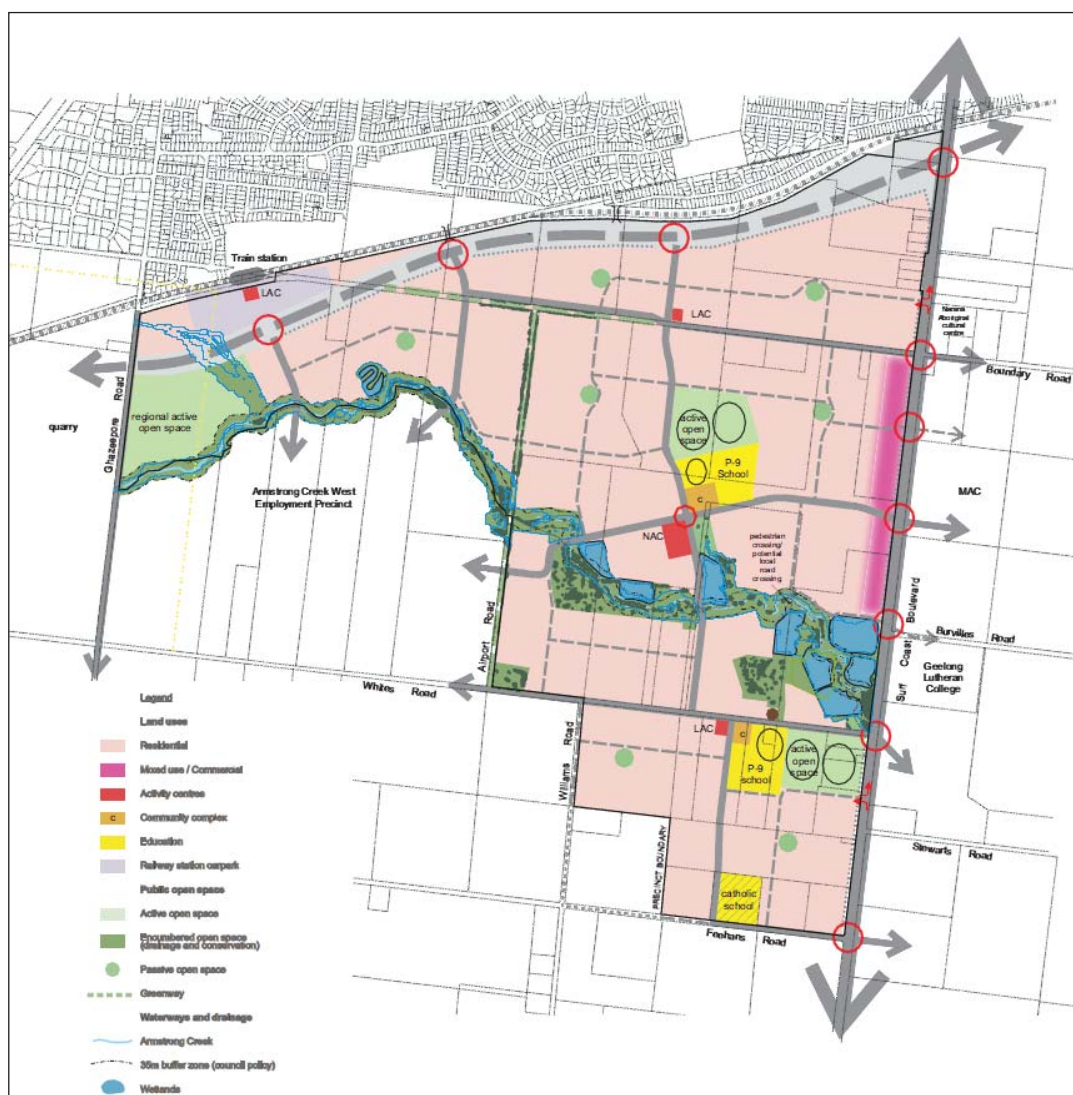 Train station
LAC
LAC
Narana
Aboriginal
cultural
centre
Boundary Road
Ghazeepore Road
quarry
regional active
open space
active
open
space
P-9
School
C
Armstrong Creek West
Employment Precinct
NAC
MAC
pedestrian
crossing/
potential
local
road
crossing
Surf Coast Boulevard
Burvilles Road
Geelong
Lutheran
College
Airport Road
Whites Road
LAC
C
P-9
school
active
open
space
Williams Road
PRECINCT BOUNDARY
Stewarts Road
catholic
school
Feehans Road
Legend
Land uses
Residential
Mixed use / Commercial
Activity centres
C
Community complex
Education
Railway station carpark
Public open space
Active open space
Encumbered open space
(drainage and conservation)
Passive open space
Greenway
Waterways and drainage
Armstrong Creek
35m buffer zone (council policy)
Wetlands